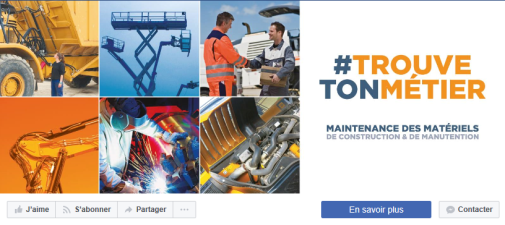 #TROUVE
TONMÉTIER
MAINTENANCE DES MATÉRIELS
DE CONSTRUCTION & DE MANUTENTION
J'aime S'abonner Partager ... En savoir plus Contacter